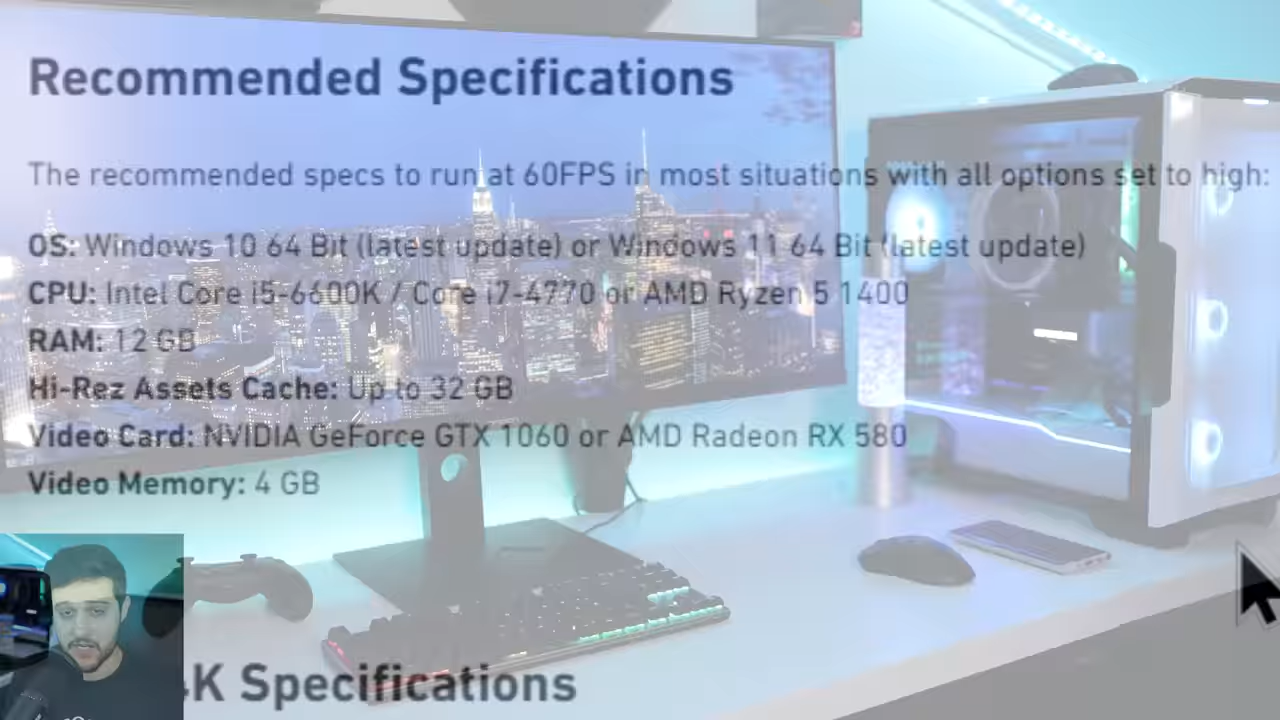 Recommended Specifications
The recommended specs to run at 60FPS in most situations with all options set to high:
OS: Windows 10 64 Bit (latest update) or Windows 11 64 Bit (latest update)
CPU: Intel Core i5-6600K / Core i7-4770 or AMD Ryzen 5 1400
RAM: 12 GB
Hi-Rez Assets Cache: Up to 32 GB
Video Card: NVIDIA GeForce GTX 1060 or AMD Radeon RX 580
Video Memory: 4 GB
4K Specifications